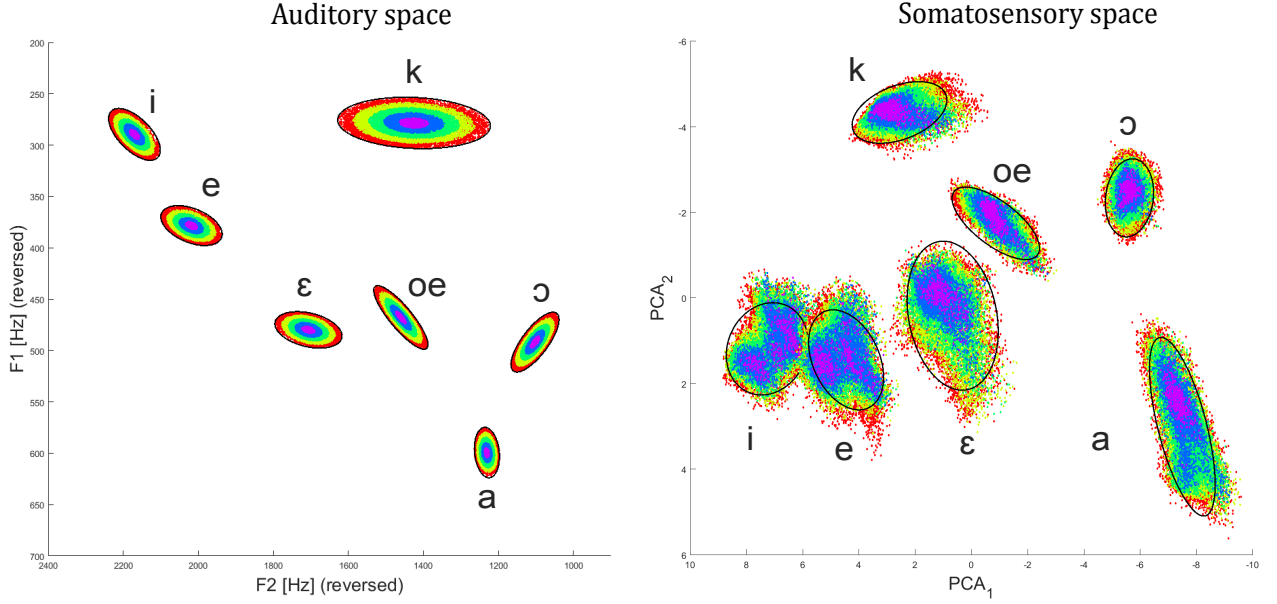 Auditory space
200
250
300
350
400
450
500
550
600
650
700
F1 [Hz] (reversed)
2400
2200
2000
1800
1600
1400
1200
1000
F2 [Hz] (reversed)
i
k
e
ε
oe
ɔ
a
Somatosensory space
-6
-4
-2
0
2
4
6
PCA2
10
8
6
4
2
0
-2
-4
-6
-8
-10
PCA1
k
ɔ
oe
i
e
ε
a